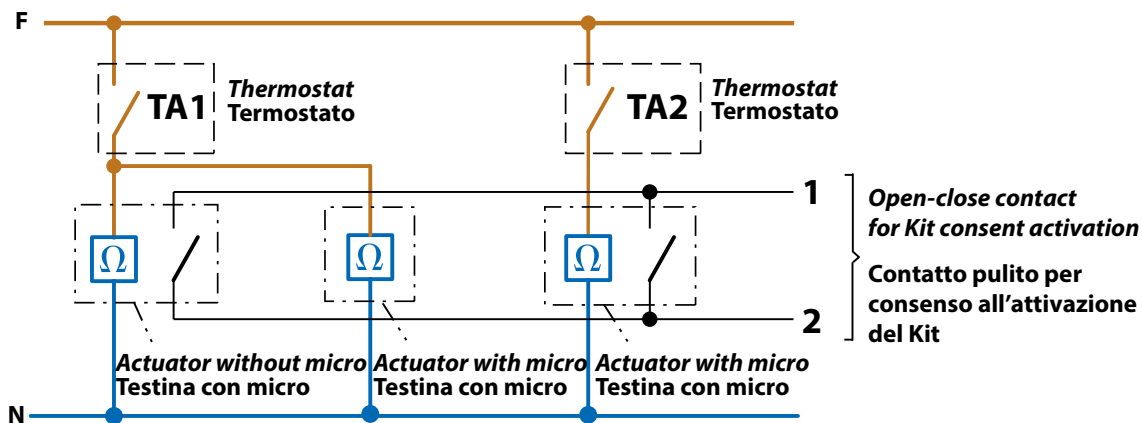 F
TA1
Thermostat
Termostato
TA2
Thermostat
Termostato
1
2
Open-close contact
for Kit consent activation
Contatto pulito per
consenso all'attivazione
del Kit
Ω
Ω
Ω
Actuator without micro
Testina con micro
Actuator with micro
Testina con micro
Actuator with micro
Testina con micro
N